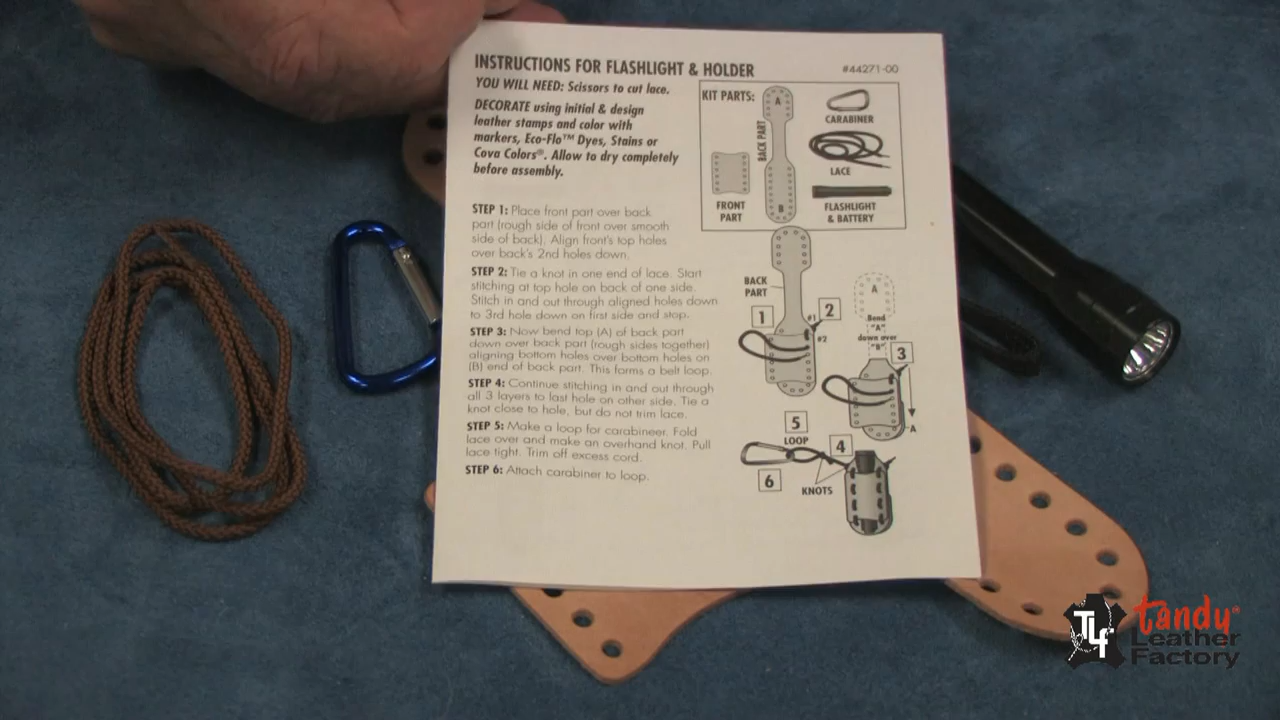 INSTRUCTIONS FOR FLASHLIGHT & HOLDER
#44271-00
YOU WILL NEED: Scissors to cut lace.
DECORATE using initial & design
leather stamps and color with
markers, Eco-Flo™ Dyes, Stains or
Cova Colors®. Allow to dry completely
before assembly.
KIT PARTS:
A
BACK PART
B
FRONT
PART
CARABINER
LACE
FLASHLIGHT
& BATTERY
STEP 1: Place front part over back
part (rough side of front over smooth
side of back). Align front's top holes
over back's 2nd holes down.
STEP 2: Tie a knot in one end of lace. Start
stitching at top hole on back of one side.
Stitch in and out through aligned holes down
to 3rd hole down on first side and stop.
STEP 3: Now bend top (A) of back part
down over back part (rough sides together)
aligning bottom holes over bottom holes on
(B) end of back part. This forms a belt loop.
STEP 4: Continue stitching in and out through
all 3 layers to last hole on other side. Tie a
knot close to hole, but do not trim lace.
STEP 5: Make a loop for carabineer. Fold
lace over and make an overhand knot. Pull
lace tight. Trim off excess cord.
STEP 6: Attach carabiner to loop.
BACK
PART
1
2
#1
#2
A
Bend
"A"
down over
"B"
3
A
5
LOOP
4
6
KNOTS
TLF
tandy®
Leather
Factory